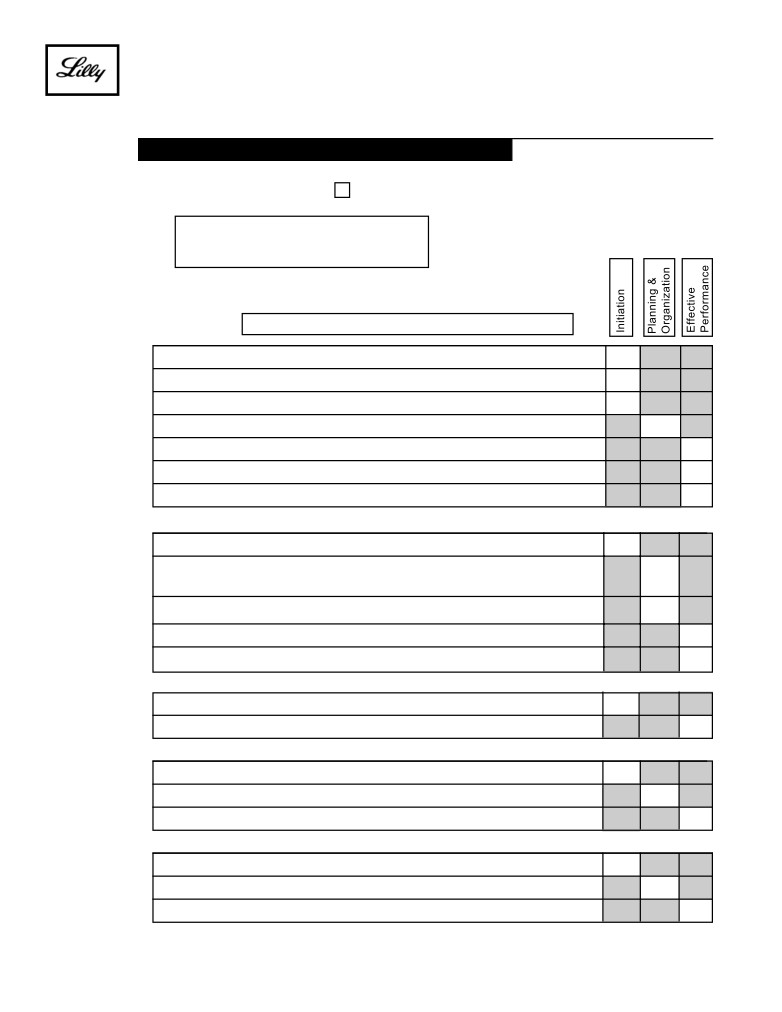 Lilly
Initiation
Planning &
Organization
Effective
Performance